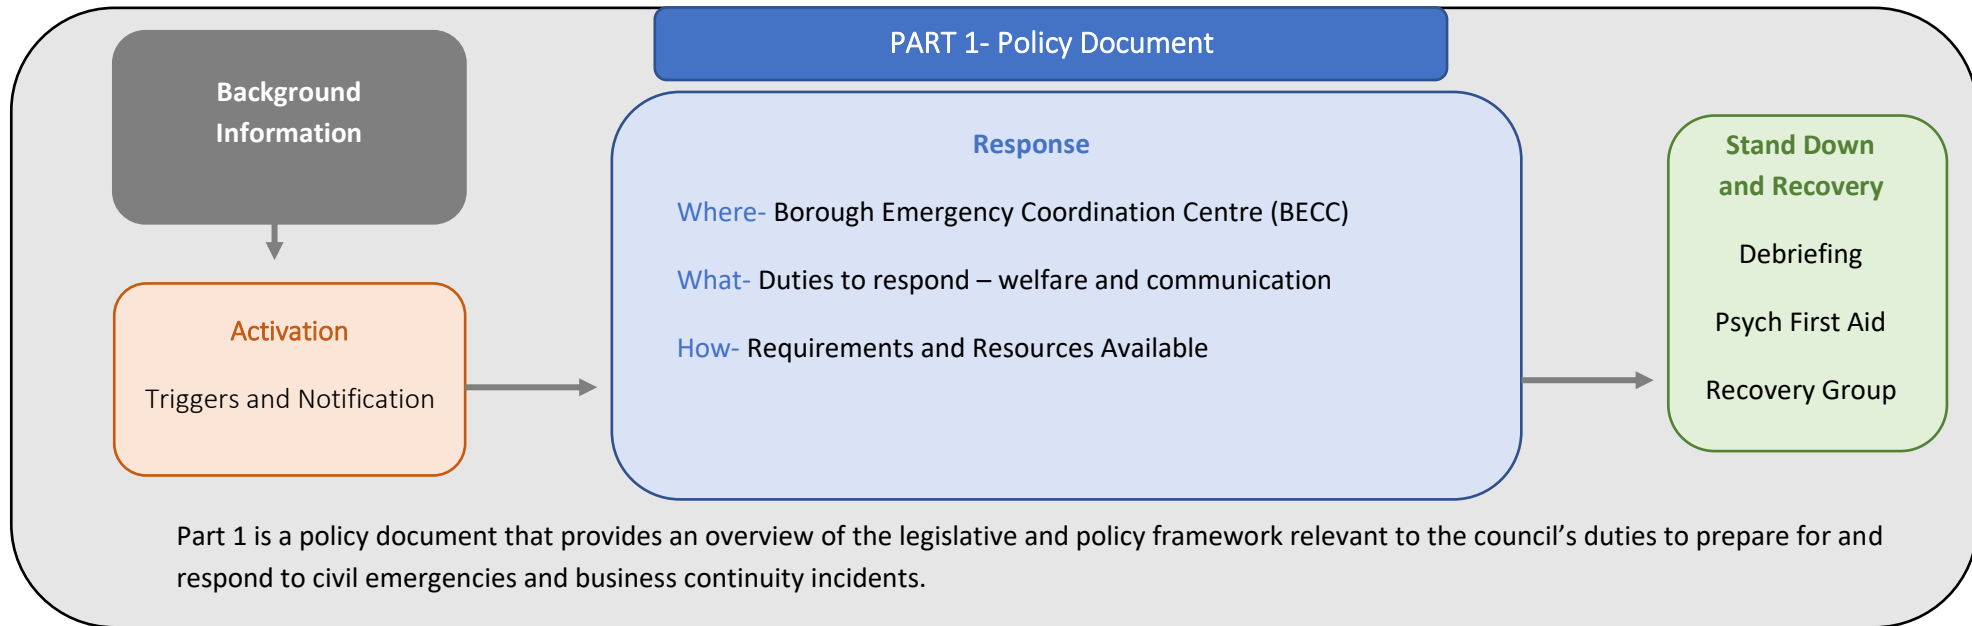 PART 1- Policy Document
Background
Information
Activation
Triggers and Notification
Response
Where- Borough Emergency Coordination Centre (BECC)
What- Duties to respond – welfare and communication
How- Requirements and Resources Available
Stand Down
and Recovery
Debriefing
Psych First Aid
Recovery Group
Part 1 is a policy document that provides an overview of the legislative and policy framework relevant to the council’s duties to prepare for and
respond to civil emergencies and business continuity incidents.